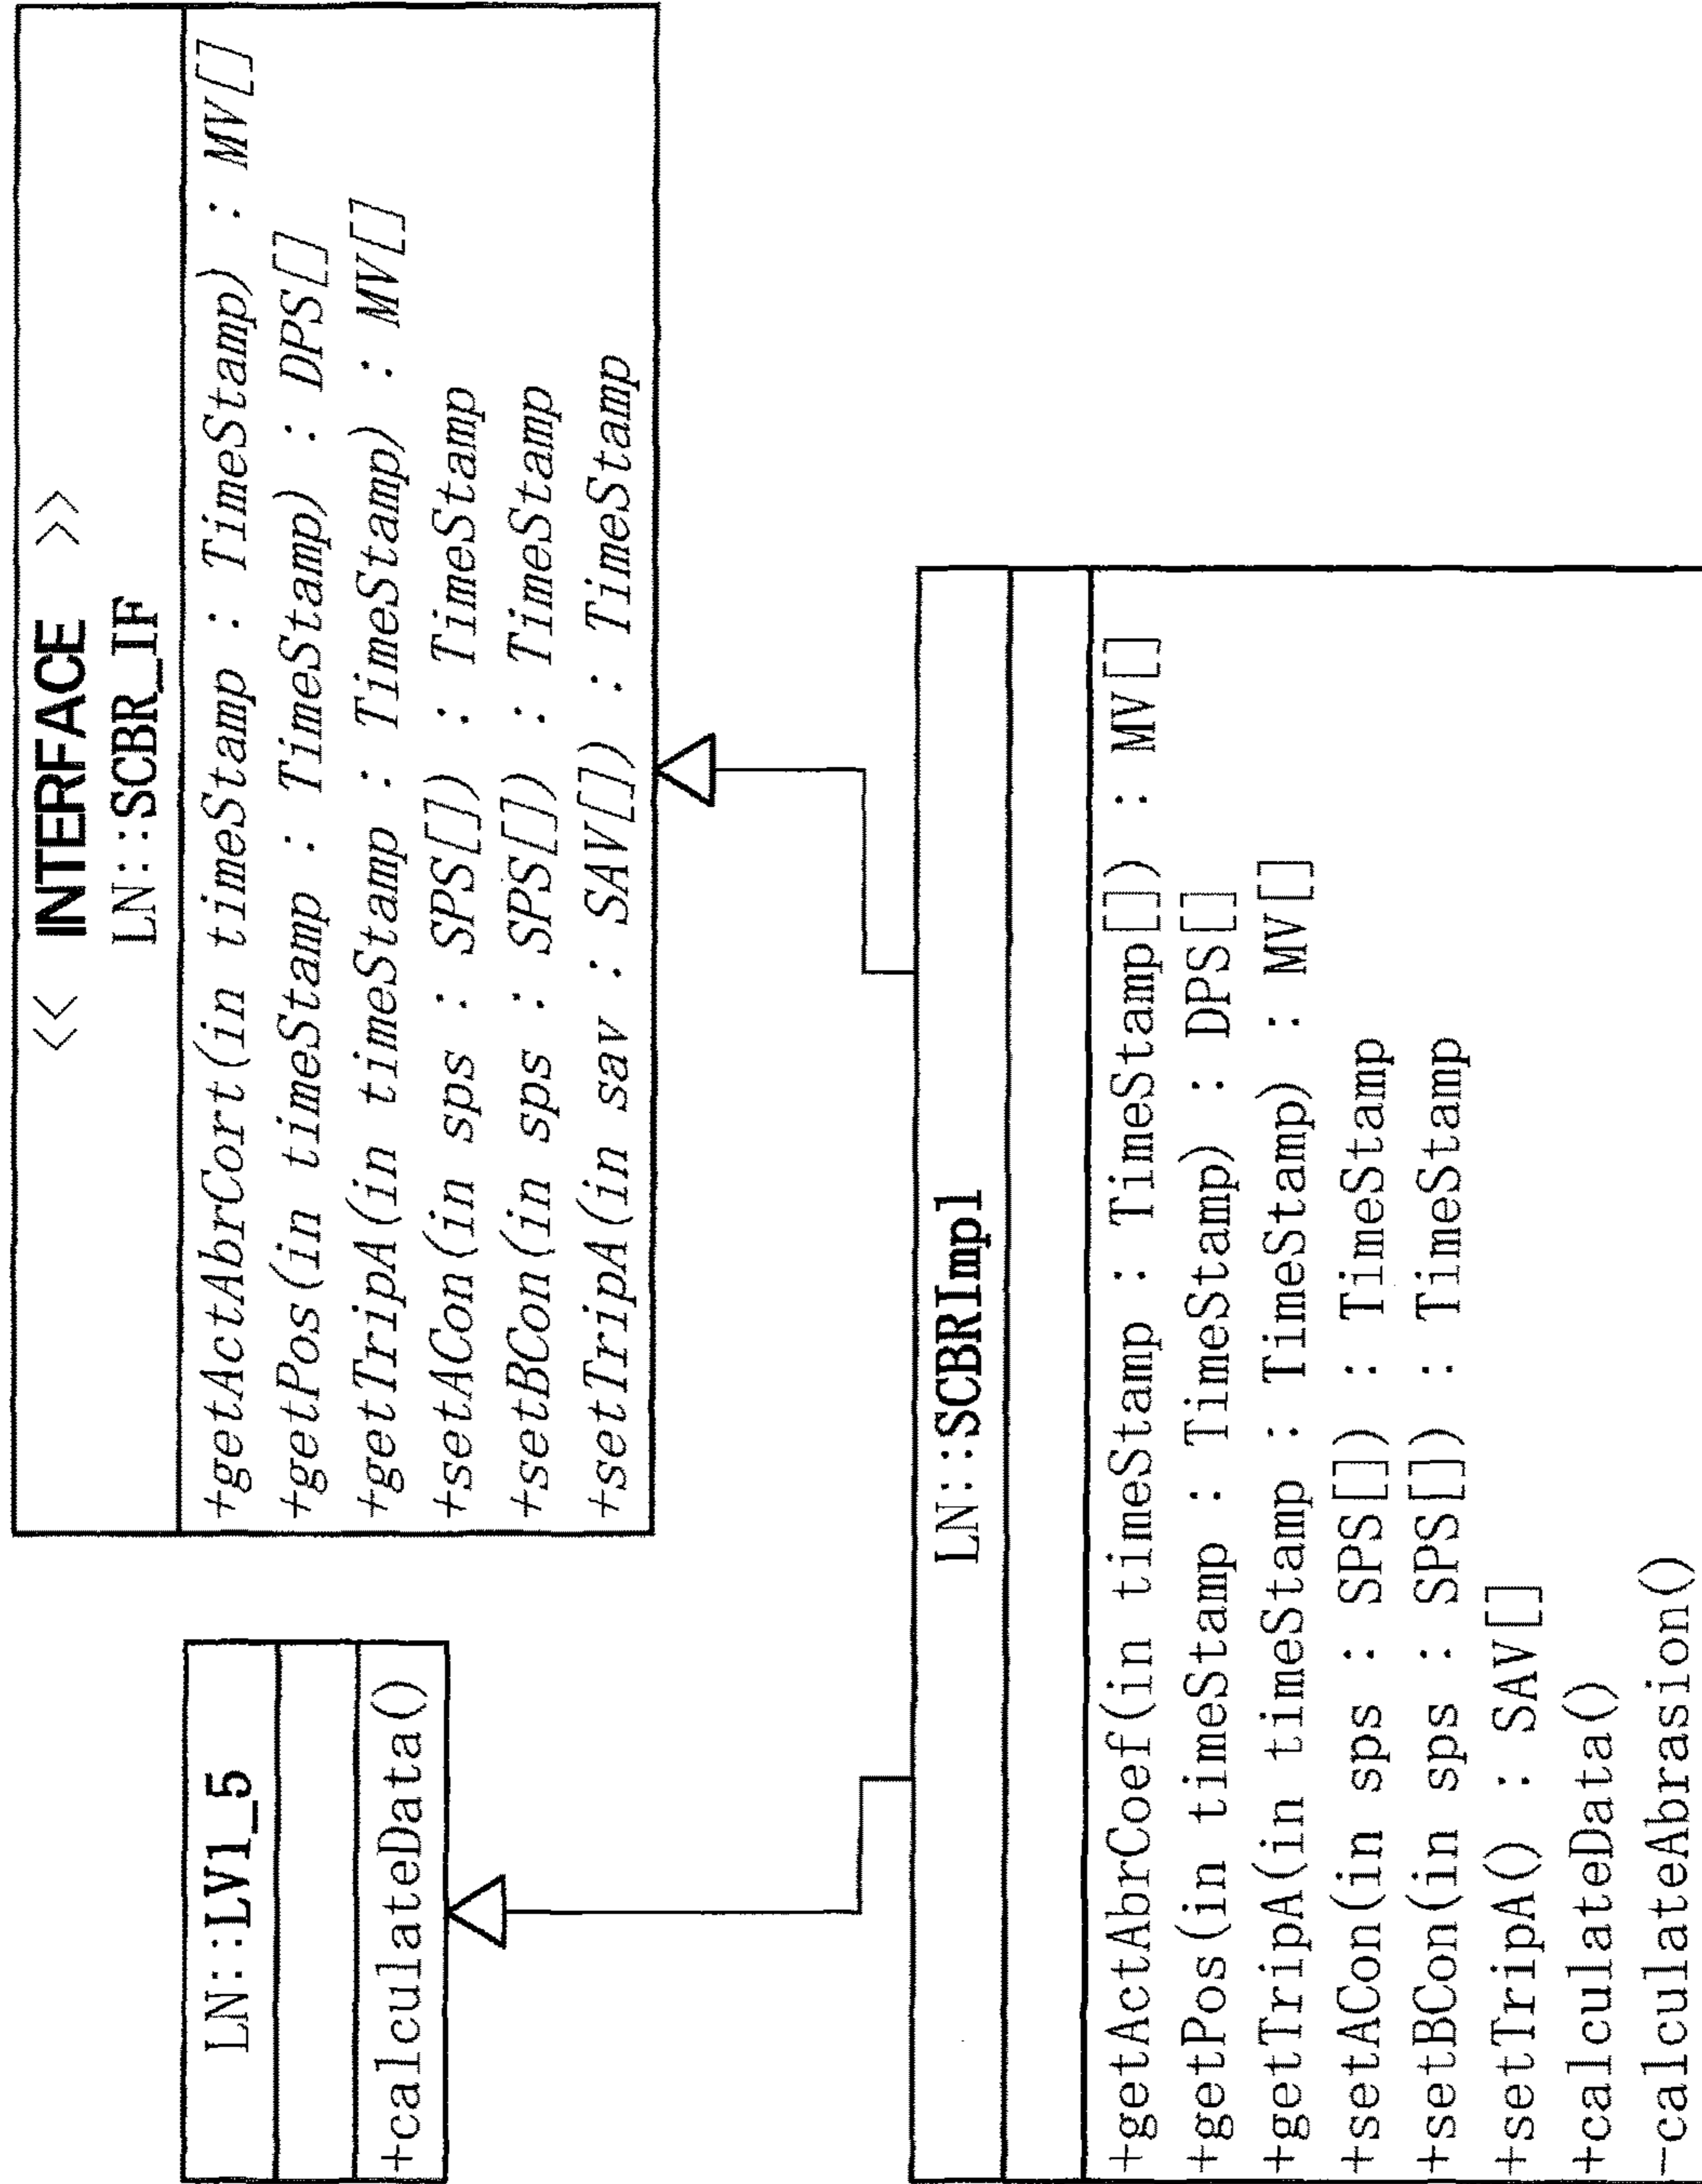 LN::LV1_5
+calculateData()
<< INTERFACE >>
LN::SCBR_IF
+getActAbrCort(in timeStamp : TimeStamp) : MV[]
+getPos(in timeStamp : TimeStamp) : DPS[]
+getTripA(in timeStamp : TimeStamp) : MV[]
+setACon(in sps : SPS[]) : TimeStamp
+setBCon(in sps : SPS[]) : TimeStamp
+setTripA(in sav : SAV[]) : TimeStamp
LN::SCBRImpl
+getActAbrCoef(in timeStamp : TimeStamp[]) : MV[]
+getPos(in timeStamp : TimeStamp) : DPS[]
+getTripA(in timeStamp : TimeStamp) : MV[]
+setACon(in sps : SPS[]) : TimeStamp
+setBCon(in sps : SPS[]) : TimeStamp
+setTripA() : SAV[]
+calculateData()
-calculateAbrasion()